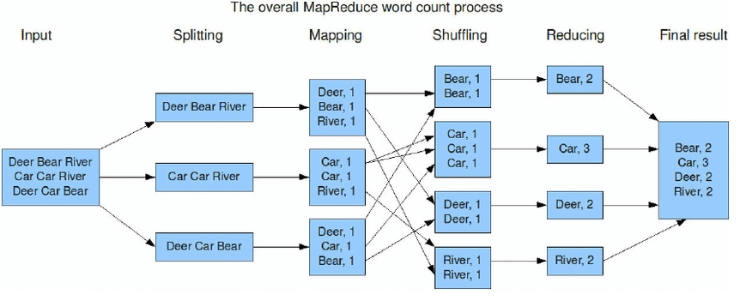 The overall MapReduce word count process
Input
Splitting
Mapping
Shuffling
Reducing
Final result
Deer Bear River
Car Car River
Deer Car Bear
Deer Bear River
Car Car River
Deer Car Bear
Deer, 1
Bear, 1
River, 1
Car, 1
Car, 1
River, 1
Deer, 1
Car, 1
Bear, 1
Bear, 1
Bear, 1
Car, 1
Car, 1
Car, 1
Deer, 1
Deer, 1
River, 1
River, 1
Bear, 2
Car, 3
Deer, 2
River, 2
Bear, 2
Car, 3
Deer, 2
River, 2